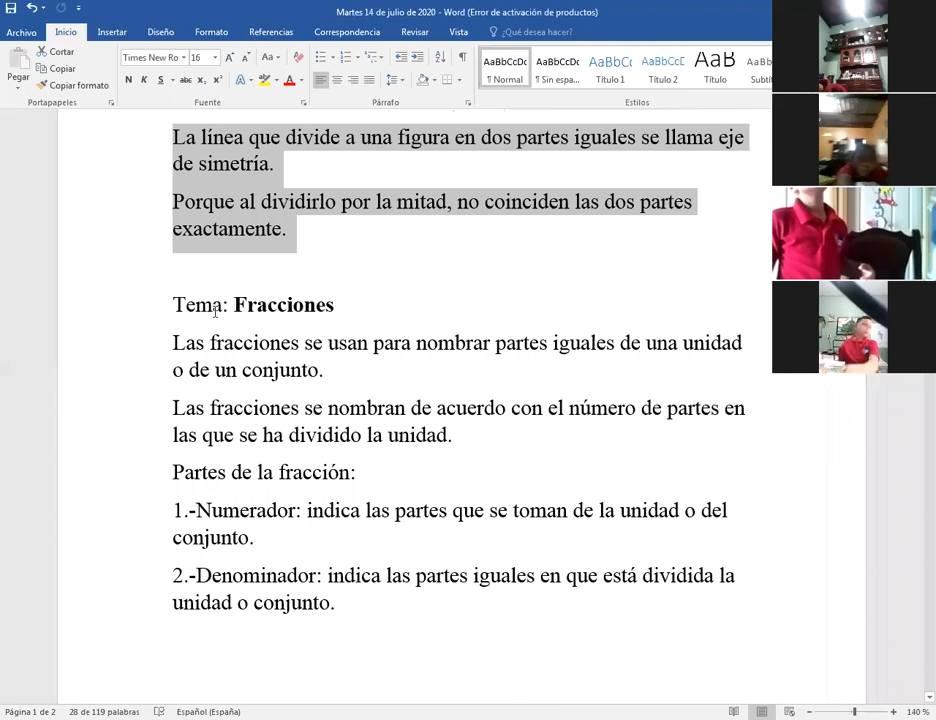 Martes 14 de julio de 2020 - Word (Error de activación de productos)
Archivo Inicio Insertar Diseño Formato Referencias Correspondencia Revisar Vista ¿Qué desea hacer?
Pegar
Cortar
Copiar
Copiar formato
Times New Ro 16
N K S abc x₂ x²
AaBbCcDc AaBbCcDc AaBbC AaBbCcD AaB
¶ Normal ¶ Sin espa... Título 1 Título 2 Título
Portapapeles Fuente Párrafo Estilos
La línea que divide a una figura en dos partes iguales se llama eje
de simetría.
Porque al dividirlo por la mitad, no coinciden las dos partes
exactamente.
Tema: Fracciones
Las fracciones se usan para nombrar partes iguales de una unidad
o de un conjunto.
Las fracciones se nombran de acuerdo con el número de partes en
las que se ha dividido la unidad.
Partes de la fracción:
1.-Numerador: indica las partes que se toman de la unidad o del
conjunto.
2.-Denominador: indica las partes iguales en que está dividida la
unidad o conjunto.
Página 1 de 2 28 de 119 palabras Español (España) 140 %